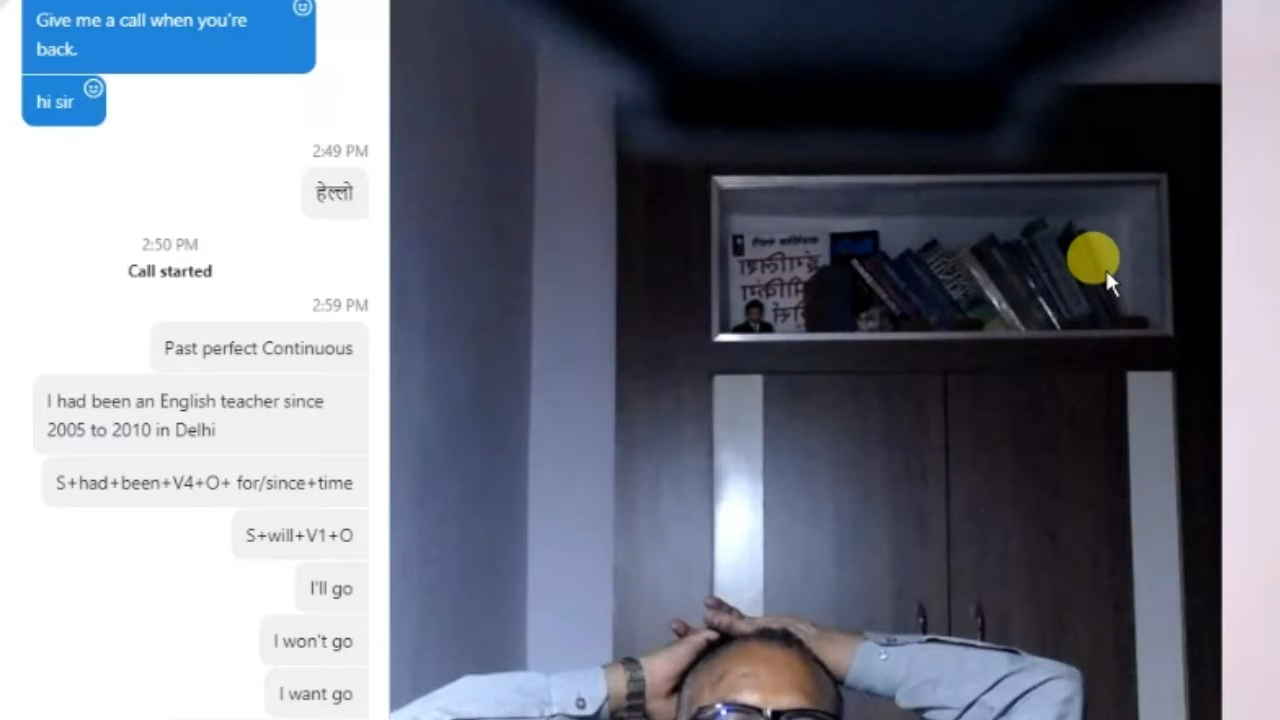 Give me a call when you're
back.
hi sir
2:49 PM
हेल्लो
2:50 PM
Call started
2:59 PM
Past perfect Continuous
I had been an English teacher since
2005 to 2010 in Delhi
S+had+been+V4+O+ for/since+time
S+will+V1+O
I'll go
I won't go
I want go
इंगलिश